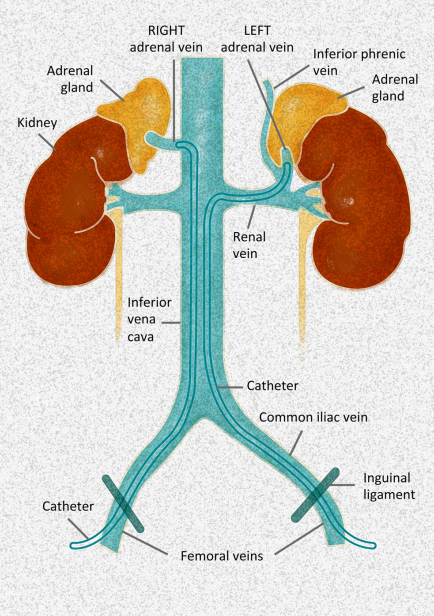 RIGHT
adrenal vein
LEFT
adrenal vein
Inferior phrenic
vein
Adrenal
gland
Adrenal
gland
Kidney
Renal
vein
Inferior
vena
cava
Catheter
Common iliac vein
Inguinal
ligament
Catheter
Femoral veins